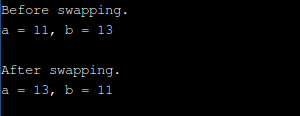 Before swapping.
a = 11, b = 13
After swapping.
a = 13, b = 11